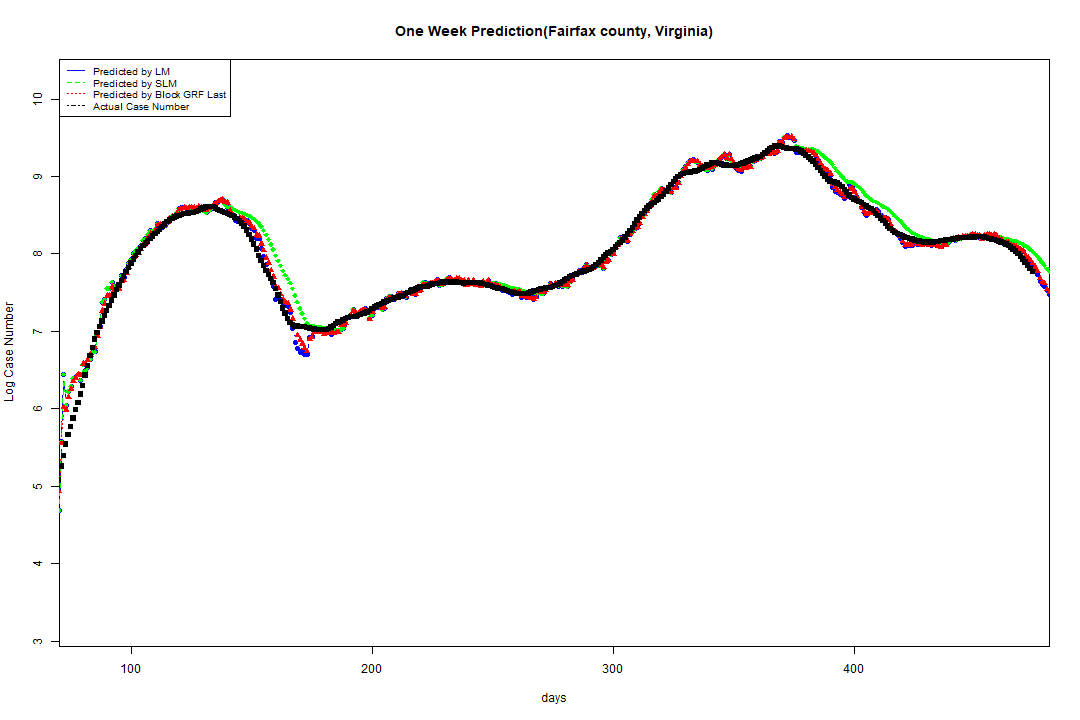 One Week Prediction(Fairfax county, Virginia)
Predicted by LM
Predicted by SLM
Predicted by Block GRF Last
Actual Case Number
10
9
8
7
6
5
4
3
Log Case Number
100 200 300 400
days